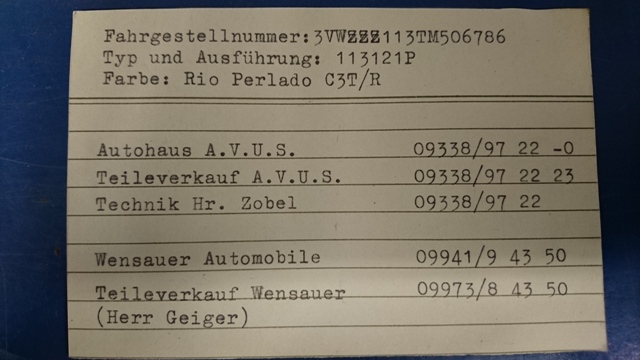 Fahrgestellnummer: 3VWZZZ113TM506786
Typ und Ausführung: 113121P
Farbe: Rio Perlado C3T/R
Autohaus A.V.U.S. 09338/97 22 -0
Teileverkauf A.V.U.S. 09338/97 22 23
Technik Hr. Zobel 09338/97 22
Wensauer Automobile 09941/9 43 50
Teileverkauf Wensauer 09973/8 43 50
(Herr Geiger)